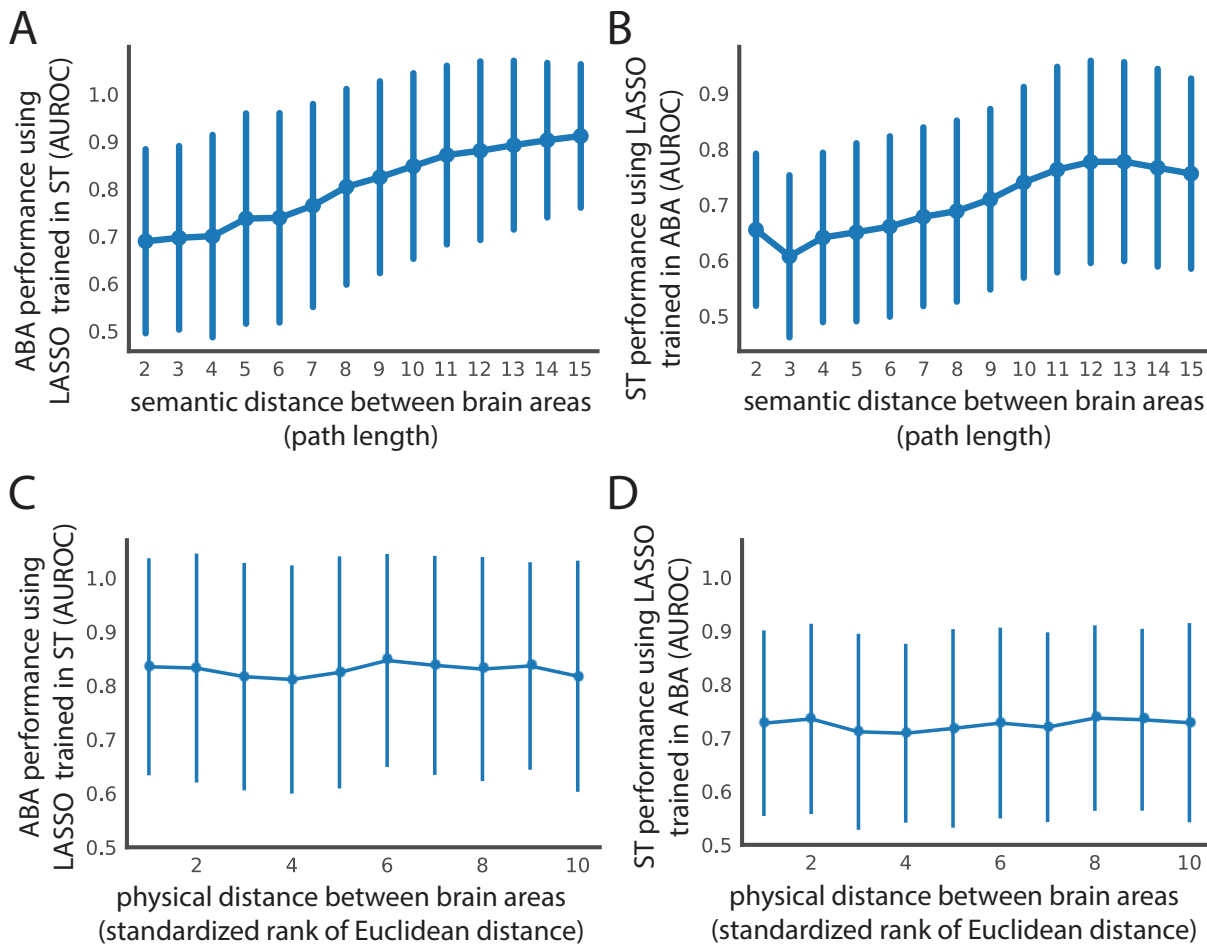 A
ABA performance using
LASSO trained in ST (AUROC)
1.0
0.9
0.8
0.7
0.6
0.5
2 3 4 5 6 7 8 9 10 11 12 13 14 15
semantic distance between brain areas
(path length)
B
ST performance using LASSO
trained in ABA (AUROC)
0.9
0.8
0.7
0.6
0.5
2 3 4 5 6 7 8 9 10 11 12 13 14 15
semantic distance between brain areas
(path length)
C
ABA performance using
LASSO trained in ST (AUROC)
1.0
0.9
0.8
0.7
0.6
0.5
2 4 6 8 10
physical distance between brain areas
(standardized rank of Euclidean distance)
D
ST performance using LASSO
trained in ABA (AUROC)
1.0
0.9
0.8
0.7
0.6
0.5
2 4 6 8 10
physical distance between brain areas
(standardized rank of Euclidean distance)